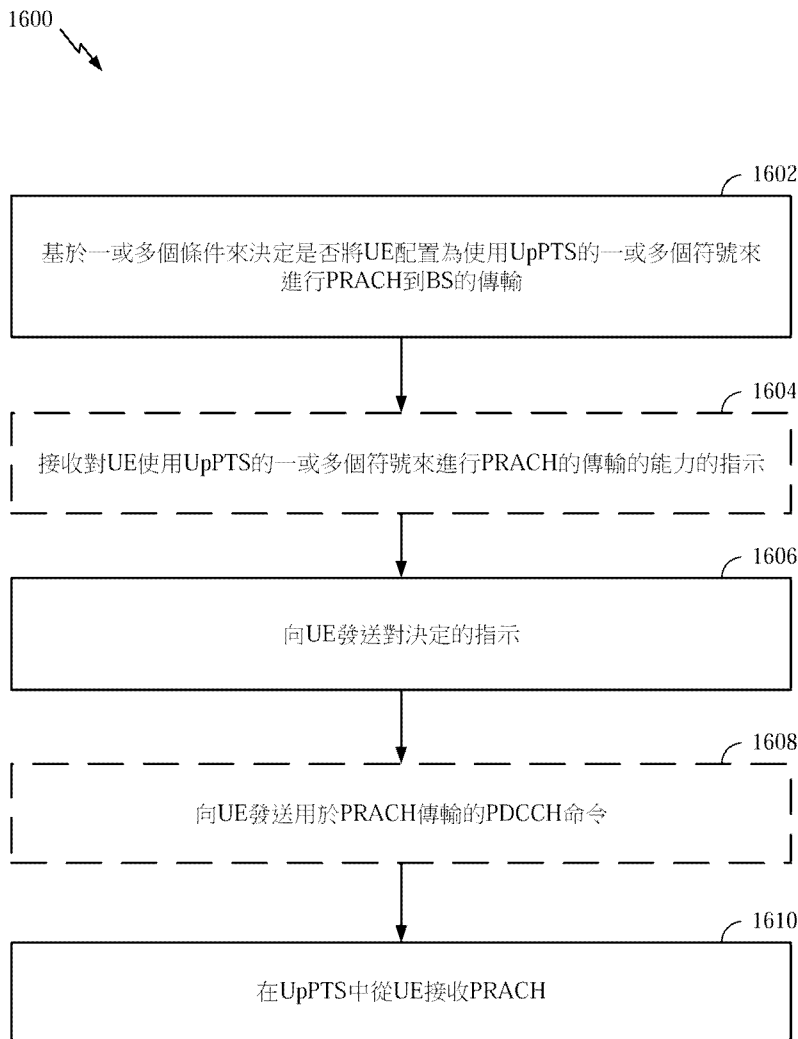 1600
1602
基於一或多個條件來決定是否將UE配置為使用UpPTS的一或多個符號來
進行PRACH到BS的傳輸
1604
接收對UE使用UpPTS的一或多個符號來進行PRACH的傳輸的能力的指示
1606
向UE發送對決定的指示
1608
向UE發送用於PRACH傳輸的PDCCH命令
1610
在UpPTS中從UE接收PRACH